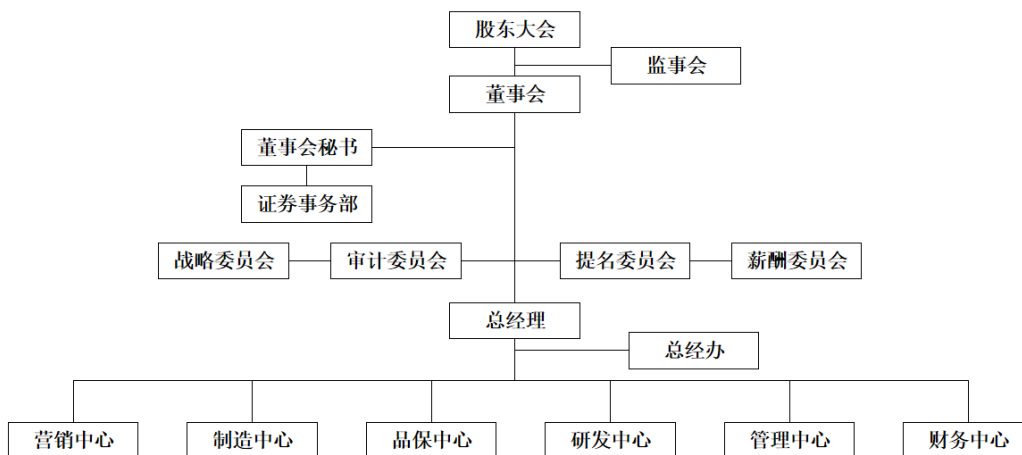 股东大会
监事会
董事会
董事会秘书
证券事务部
战略委员会
审计委员会
提名委员会
薪酬委员会
总经理
总经办
营销中心
制造中心
品保中心
研发中心
管理中心
财务中心